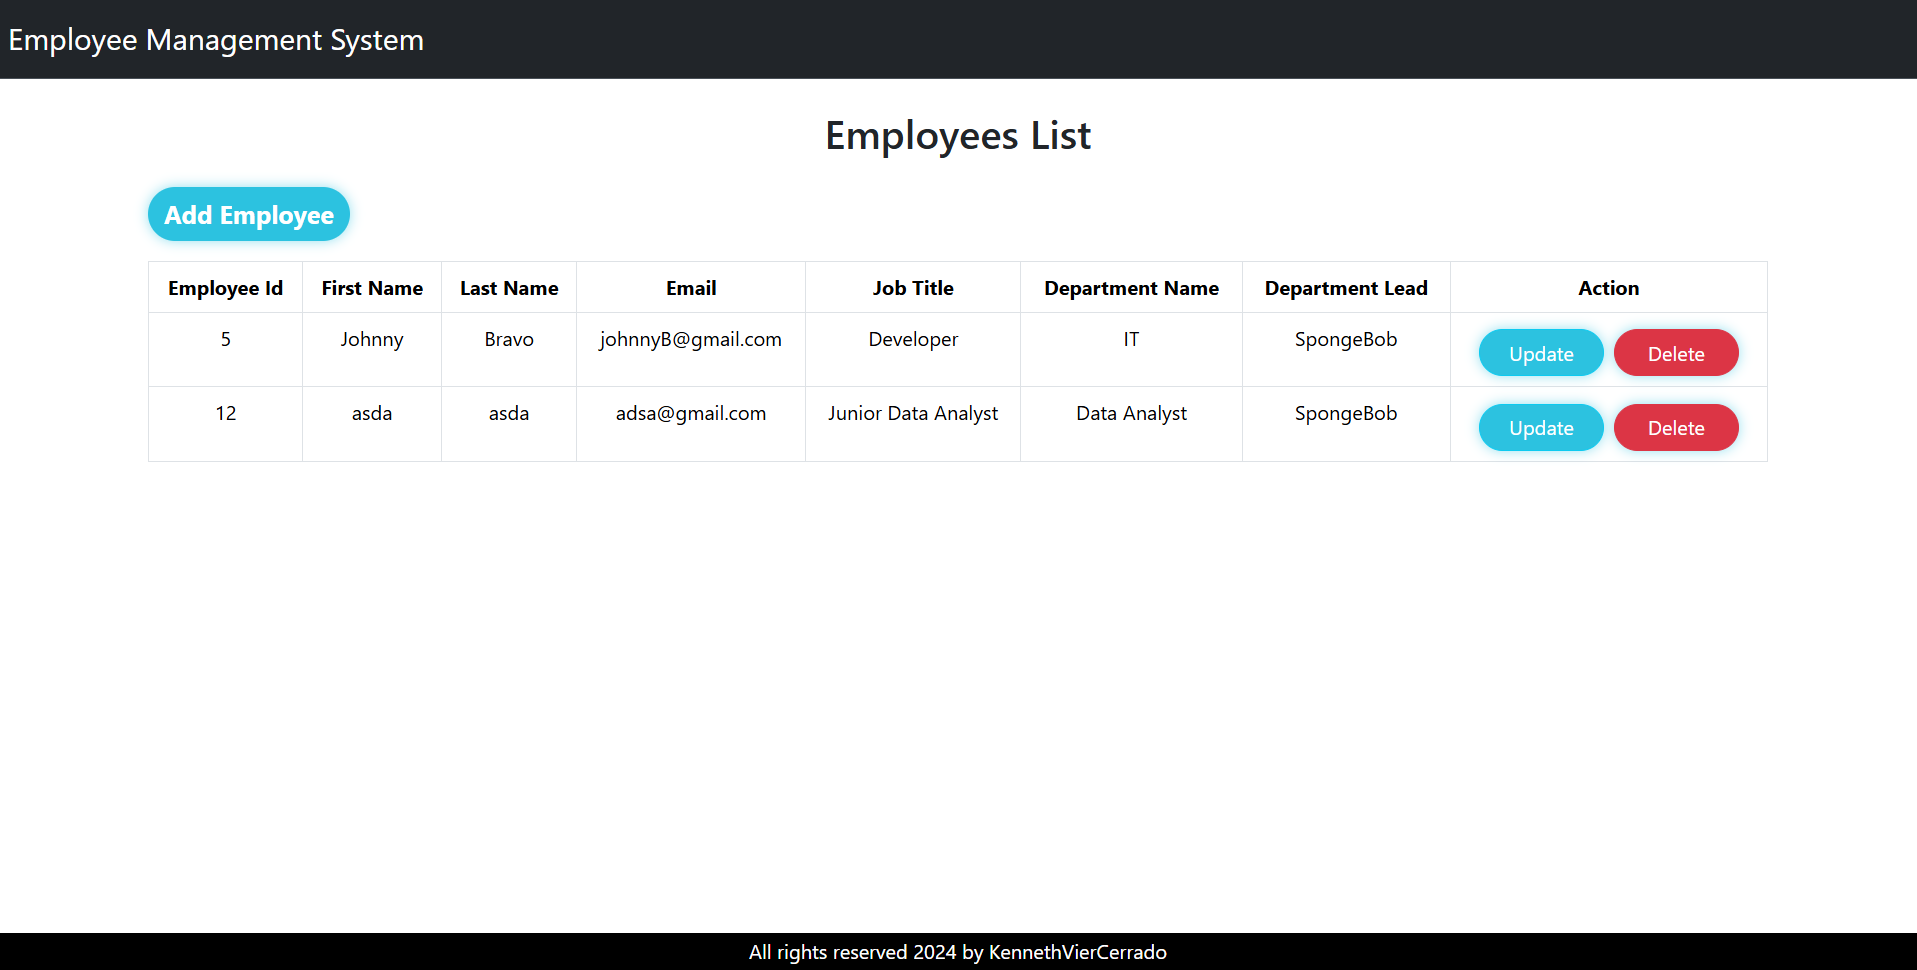 Employee Management System
Employees List
Add Employee
Employee Id First Name Last Name Email Job Title Department Name Department Lead Action
5 Johnny Bravo johnnyB@gmail.com Developer IT SpongeBob Update Delete
12 asda asda adsa@gmail.com Junior Data Analyst Data Analyst SpongeBob Update Delete
All rights reserved 2024 by KennethVierCerrado